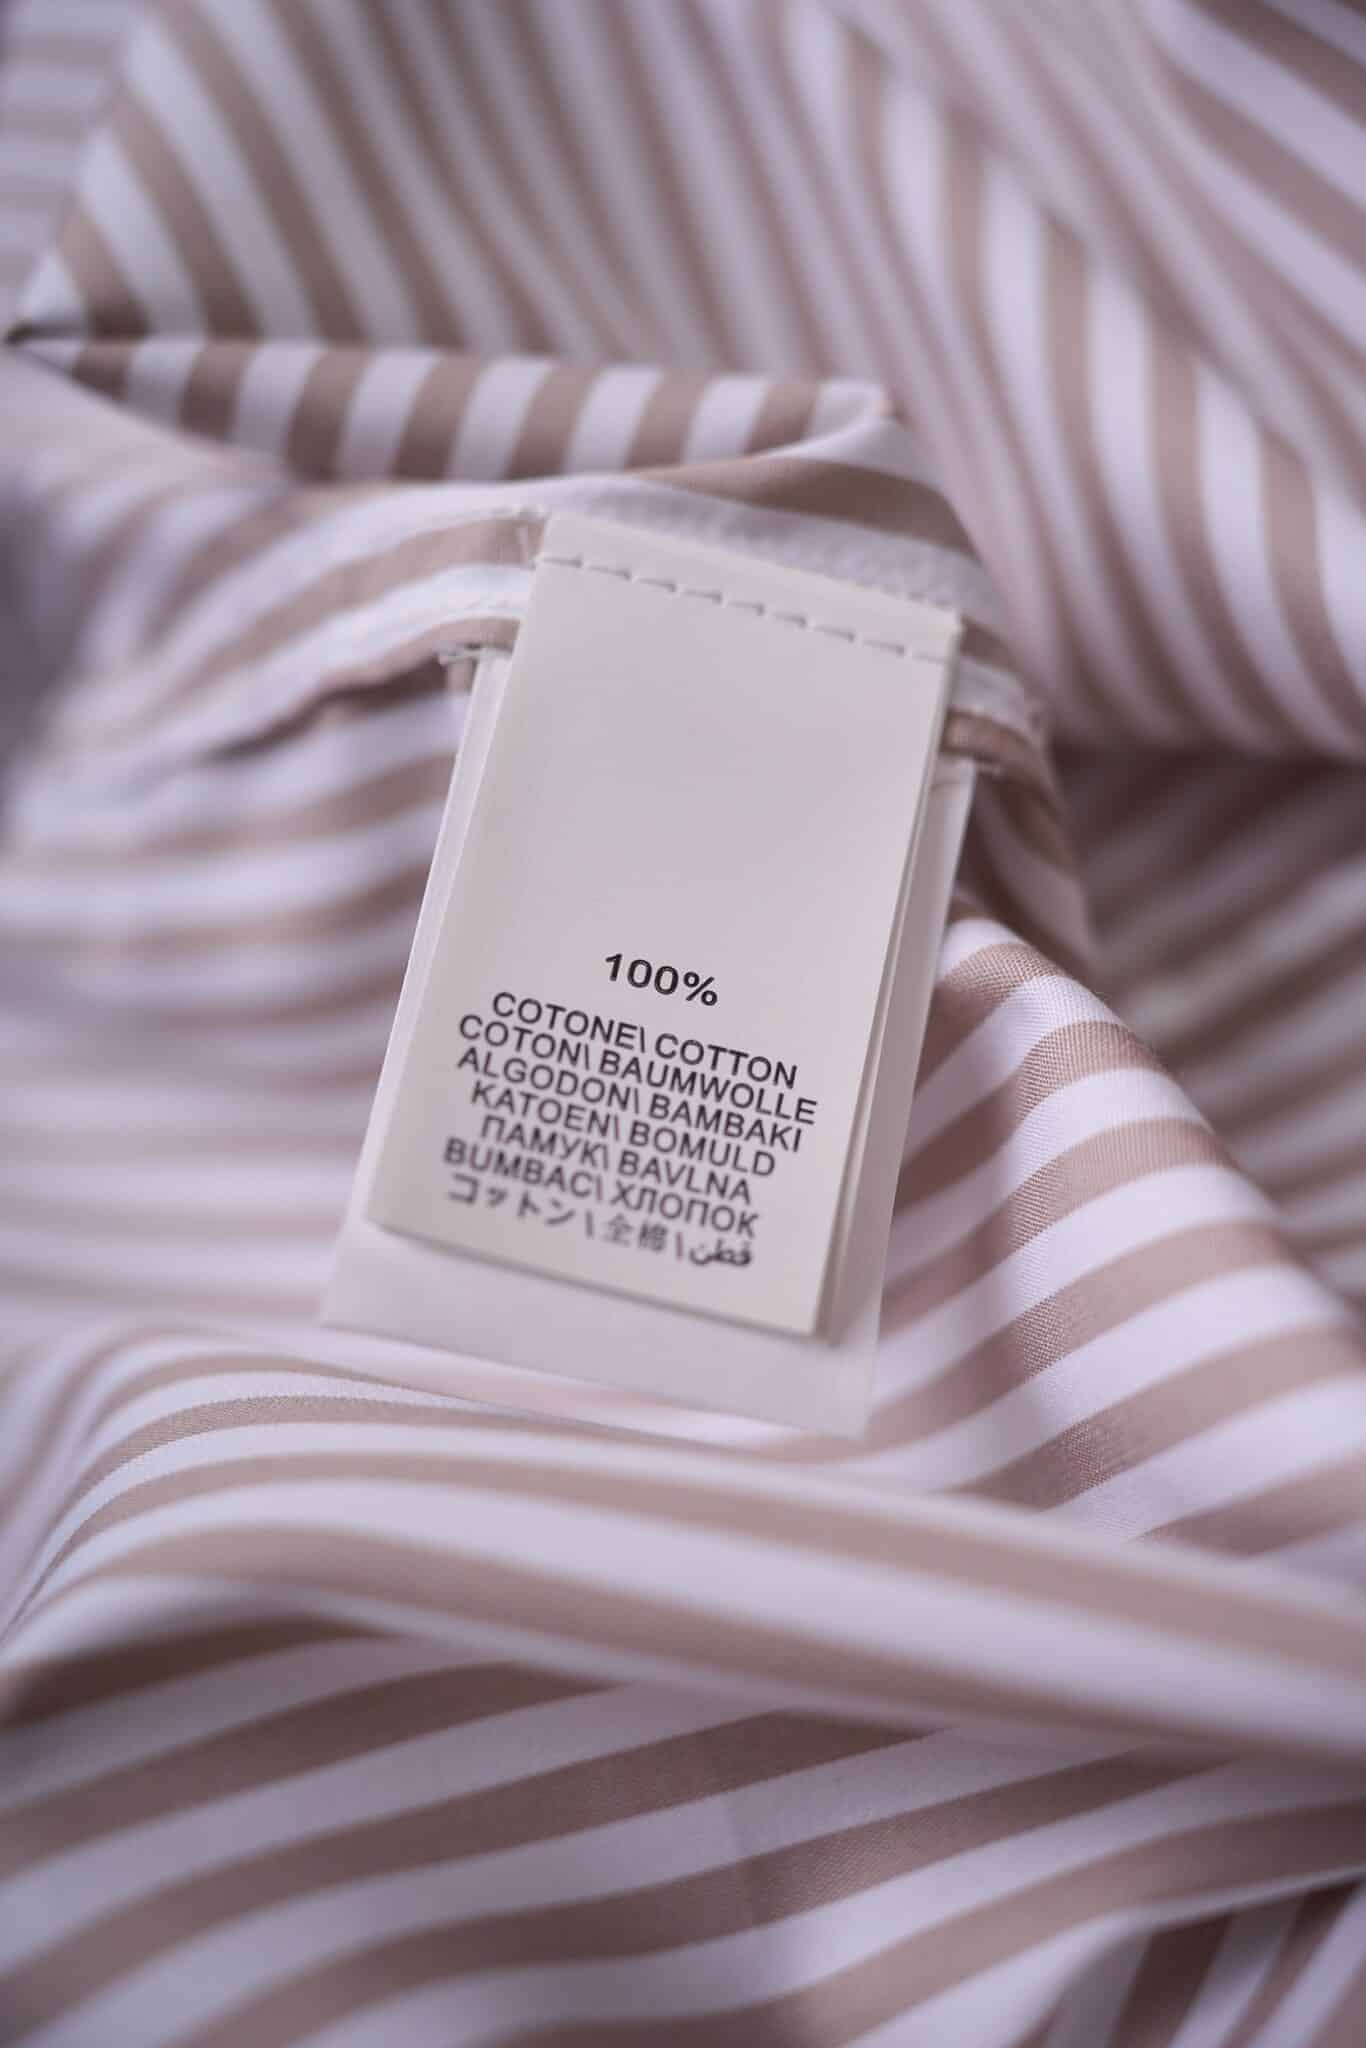 100%
COTONE\ COTTON
COTON\ BAUMWOLLE
ALGODON\ BAMBAKI
KATOEN\ BOMULD
ПАМУК\ BAVLNA
BUMBAC\ ХЛОПОК
コットン \ 全棉 \ قطن